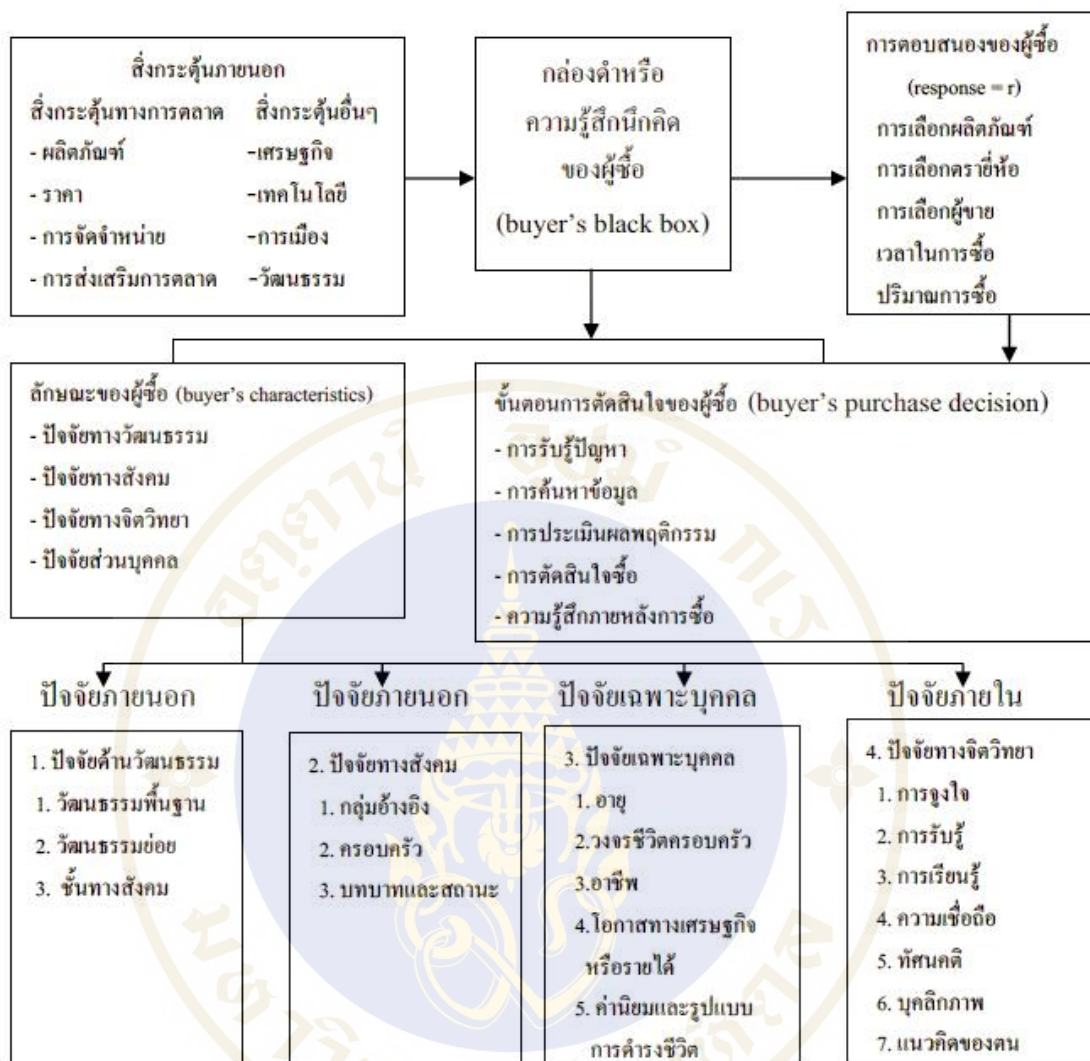 สิ่งกระตุ้นภายนอก
สิ่งกระตุ้นทางการตลาด สิ่งกระตุ้นอื่นๆ
- ผลิตภัณฑ์ -เศรษฐกิจ
- ราคา -เทคโนโลยี
- การจัดจำหน่าย -การเมือง
- การส่งเสริมการตลาด -วัฒนธรรม
กล่องดำหรือ
ความรู้สึกนึกคิด
ของผู้ซื้อ
(buyer's black box)
การตอบสนองของผู้ซื้อ
(response = r)
การเลือกผลิตภัณฑ์
การเลือกตรายี่ห้อ
การเลือกผู้ขาย
เวลาในการซื้อ
ปริมาณการซื้อ
ลักษณะของผู้ซื้อ (buyer's characteristics)
- ปัจจัยทางวัฒนธรรม
- ปัจจัยทางสังคม
- ปัจจัยทางจิตวิทยา
- ปัจจัยส่วนบุคคล
ขั้นตอนการตัดสินใจของผู้ซื้อ (buyer's purchase decision)
- การรับรู้ปัญหา
- การค้นหาข้อมูล
- การประเมินผลพฤติกรรม
- การตัดสินใจซื้อ
- ความรู้สึกภายหลังการซื้อ
ปัจจัยภายนอก
1. ปัจจัยด้านวัฒนธรรม
1. วัฒนธรรมพื้นฐาน
2. วัฒนธรรมย่อย
3. ชั้นทางสังคม
ปัจจัยภายนอก
2. ปัจจัยทางสังคม
1. กลุ่มอ้างอิง
2. ครอบครัว
3. บทบาทและสถานะ
ปัจจัยเฉพาะบุคคล
3. ปัจจัยเฉพาะบุคคล
1. อายุ
2.วงจรชีวิตครอบครัว
3.อาชีพ
4.โอกาสทางเศรษฐกิจ
หรือรายได้
5. ค่านิยมและรูปแบบ
การดำรงชีวิต
ปัจจัยภายใน
4. ปัจจัยทางจิตวิทยา
1. การจูงใจ
2. การรับรู้
3. การเรียนรู้
4. ความเชื่อถือ
5. ทัศนคติ
6. บุคลิกภาพ
7. แนวคิดของตน